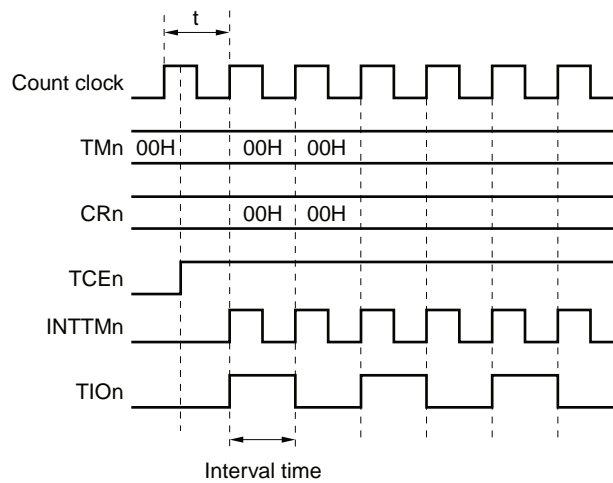 t
Count clock
TMn 00H 00H 00H
CRn 00H 00H
TCEn
INTTMn
TIOn
Interval time